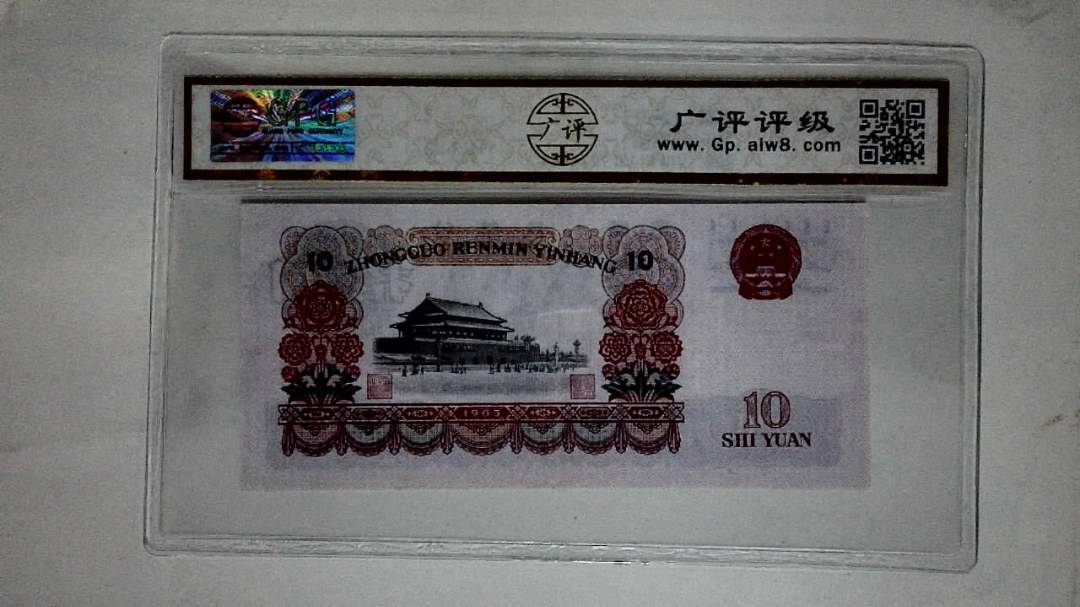 广评
广评评级
www. Gp. alw8. com
10 ZHONGGUO RENMIN YINHANG 10
1965
10
SHI YUAN